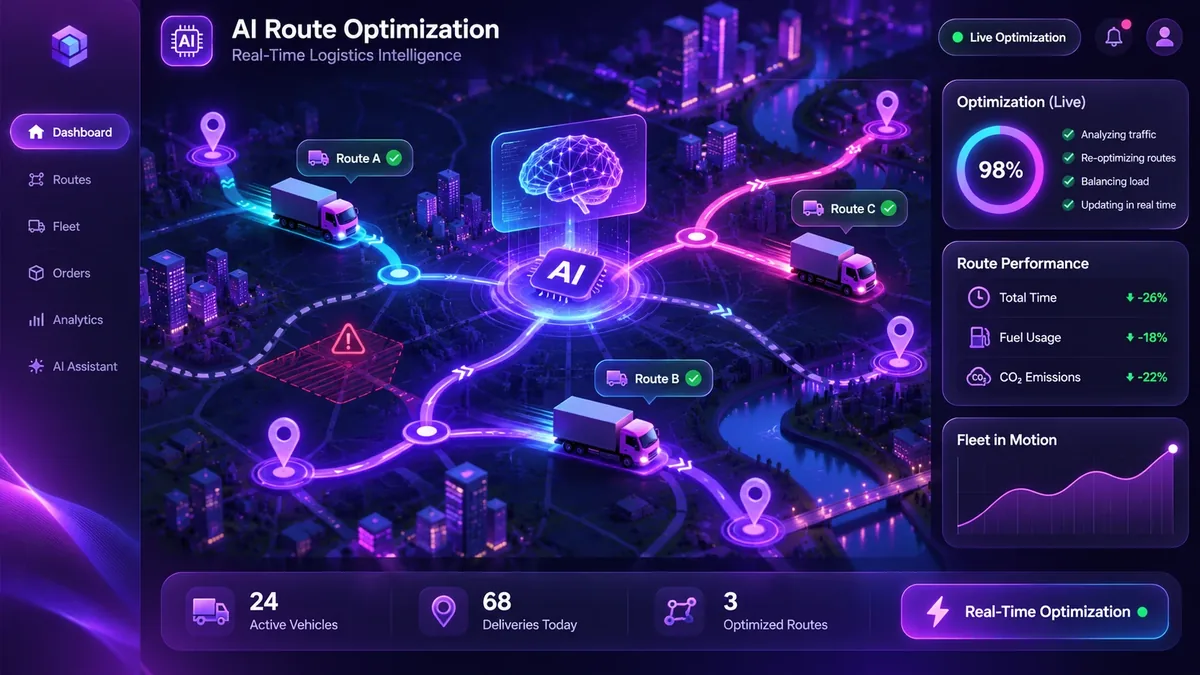 AI
AI Route Optimization
Real-Time Logistics Intelligence
Live Optimization
Dashboard
Routes
Fleet
Orders
Analytics
AI Assistant
Route A
Route C
AI
Route B
Optimization (Live)
98%
Analyzing traffic
Re-optimizing routes
Balancing load
Updating in real time
Route Performance
Total Time
-26%
Fuel Usage
-18%
CO₂
CO₂ Emissions
-22%
Fleet in Motion
24
Active Vehicles
68
Deliveries Today
3
Optimized Routes
Real-Time Optimization